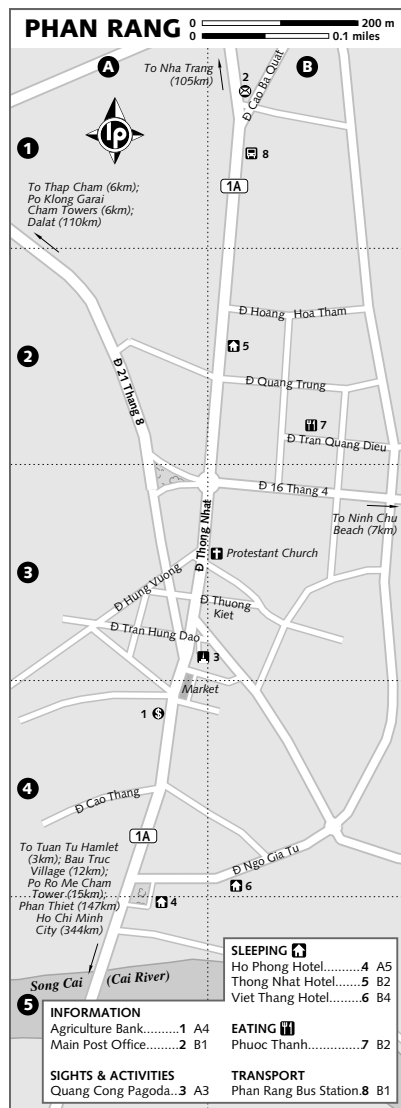 PHAN RANG
0 200 m
0 0.1 miles
A
B
To Nha Trang
(105km)
2
Đ Cao Ba Quat
lp
1
8
1A
To Thap Cham (6km);
Po Klong Garai
Cham Towers (6km);
Dalat (110km)
Đ Hoang Hoa Tham
2
5
Đ 21 Thang 8
Đ Quang Trung
7
Đ Tran Quang Dieu
Đ 16 Thang 4
To Ninh Chu
Beach (7km)
Đ Thong Nhat
Protestant Church
3
Đ Hung Vuong
Đ Thuong
Kiet
Đ Tran Hung Dao
3
Market
1 $
4
Đ Cao Thang
1A
To Tuan Tu Hamlet
(3km); Bau Truc
Village (12km);
Po Ro Me Cham
Tower (15km);
Phan Thiet (147km)
Ho Chi Minh
City (344km)
Đ Ngo Gia Tu
6
4
Song Cai (Cai River)
5
SLEEPING
Ho Phong Hotel..........4 A5
Thong Nhat Hotel......5 B2
Viet Thang Hotel........6 B4
INFORMATION
Agriculture Bank.........1 A4
Main Post Office........2 B1
EATING
Phuoc Thanh..............7 B2
SIGHTS & ACTIVITIES
Quang Cong Pagoda..3 A3
TRANSPORT
Phan Rang Bus Station.8 B1